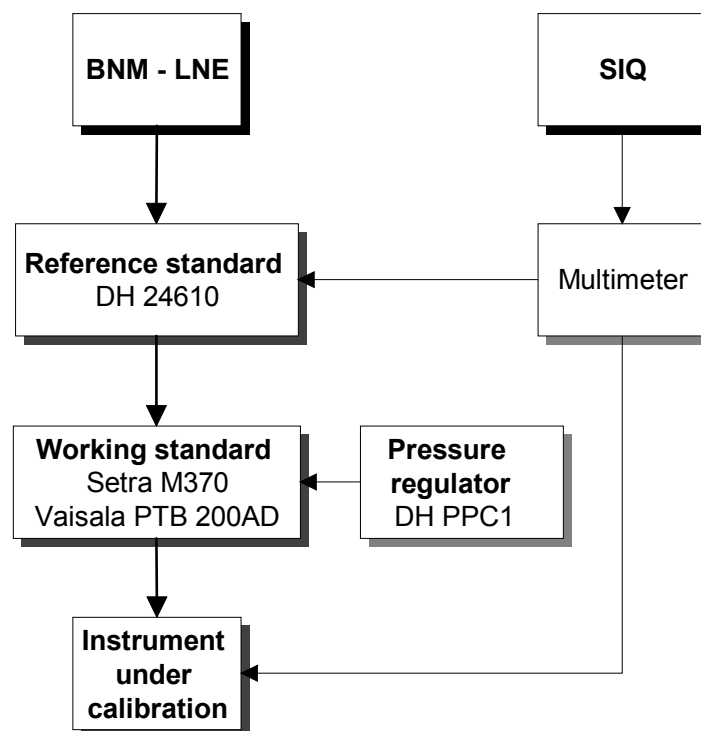 BNM - LNE
SIQ
Reference standard
DH 24610
Multimeter
Working standard
Setra M370
Vaisala PTB 200AD
Pressure
regulator
DH PPC1
Instrument
under
calibration